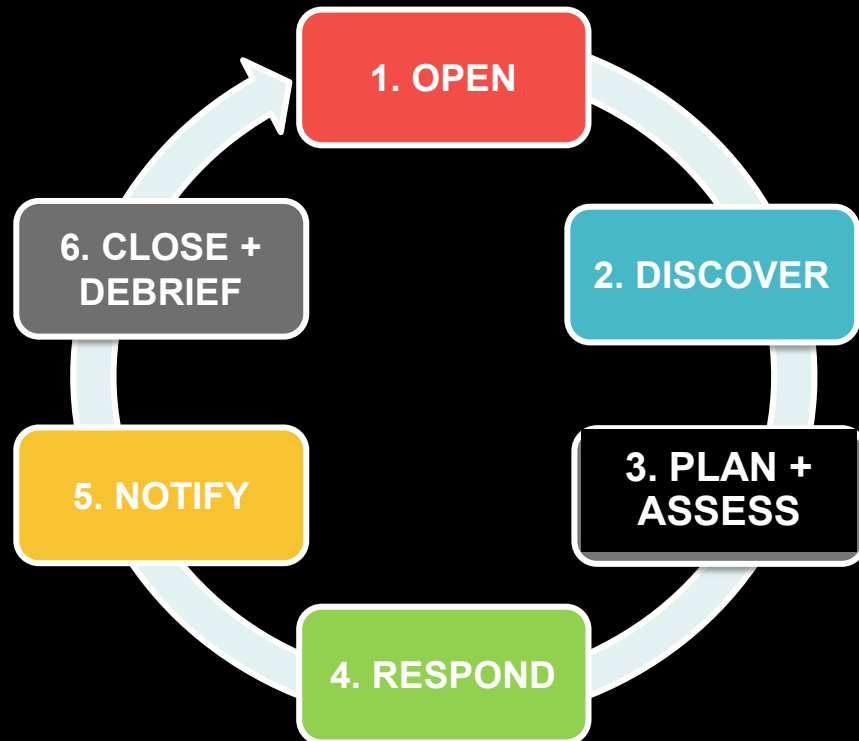 1. OPEN
2. DISCOVER
3. PLAN +
ASSESS
4. RESPOND
5. NOTIFY
6. CLOSE +
DEBRIEF